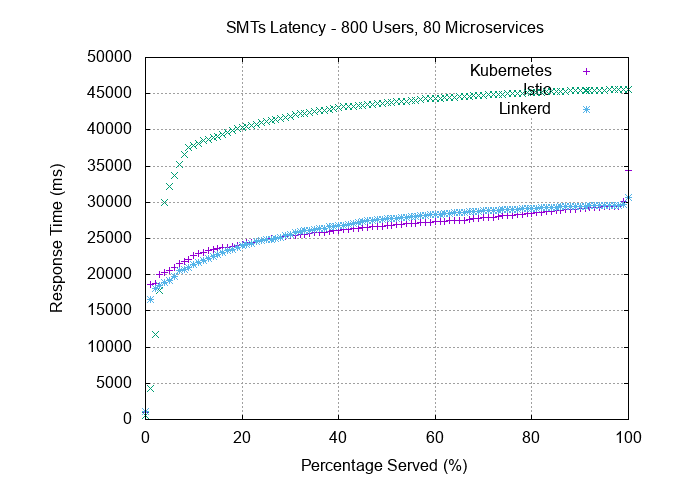 SMTs Latency - 800 Users, 80 Microservices
50000
45000
40000
35000
30000
25000
20000
15000
10000
5000
0
Response Time (ms)
Kubernetes
Istio
Linkerd
0 20 40 60 80 100
Percentage Served (%)